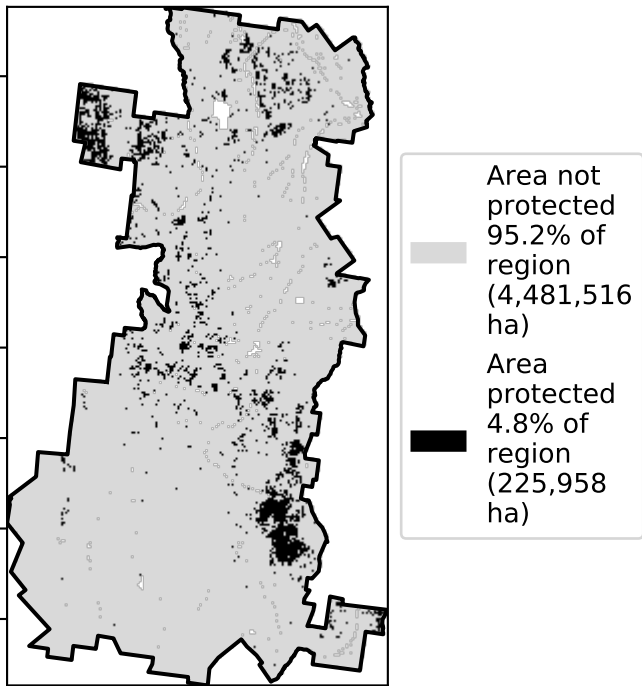 Area not
protected
95.2% of
region
(4,481,516
ha)
Area
protected
4.8% of
region
(225,958
ha)